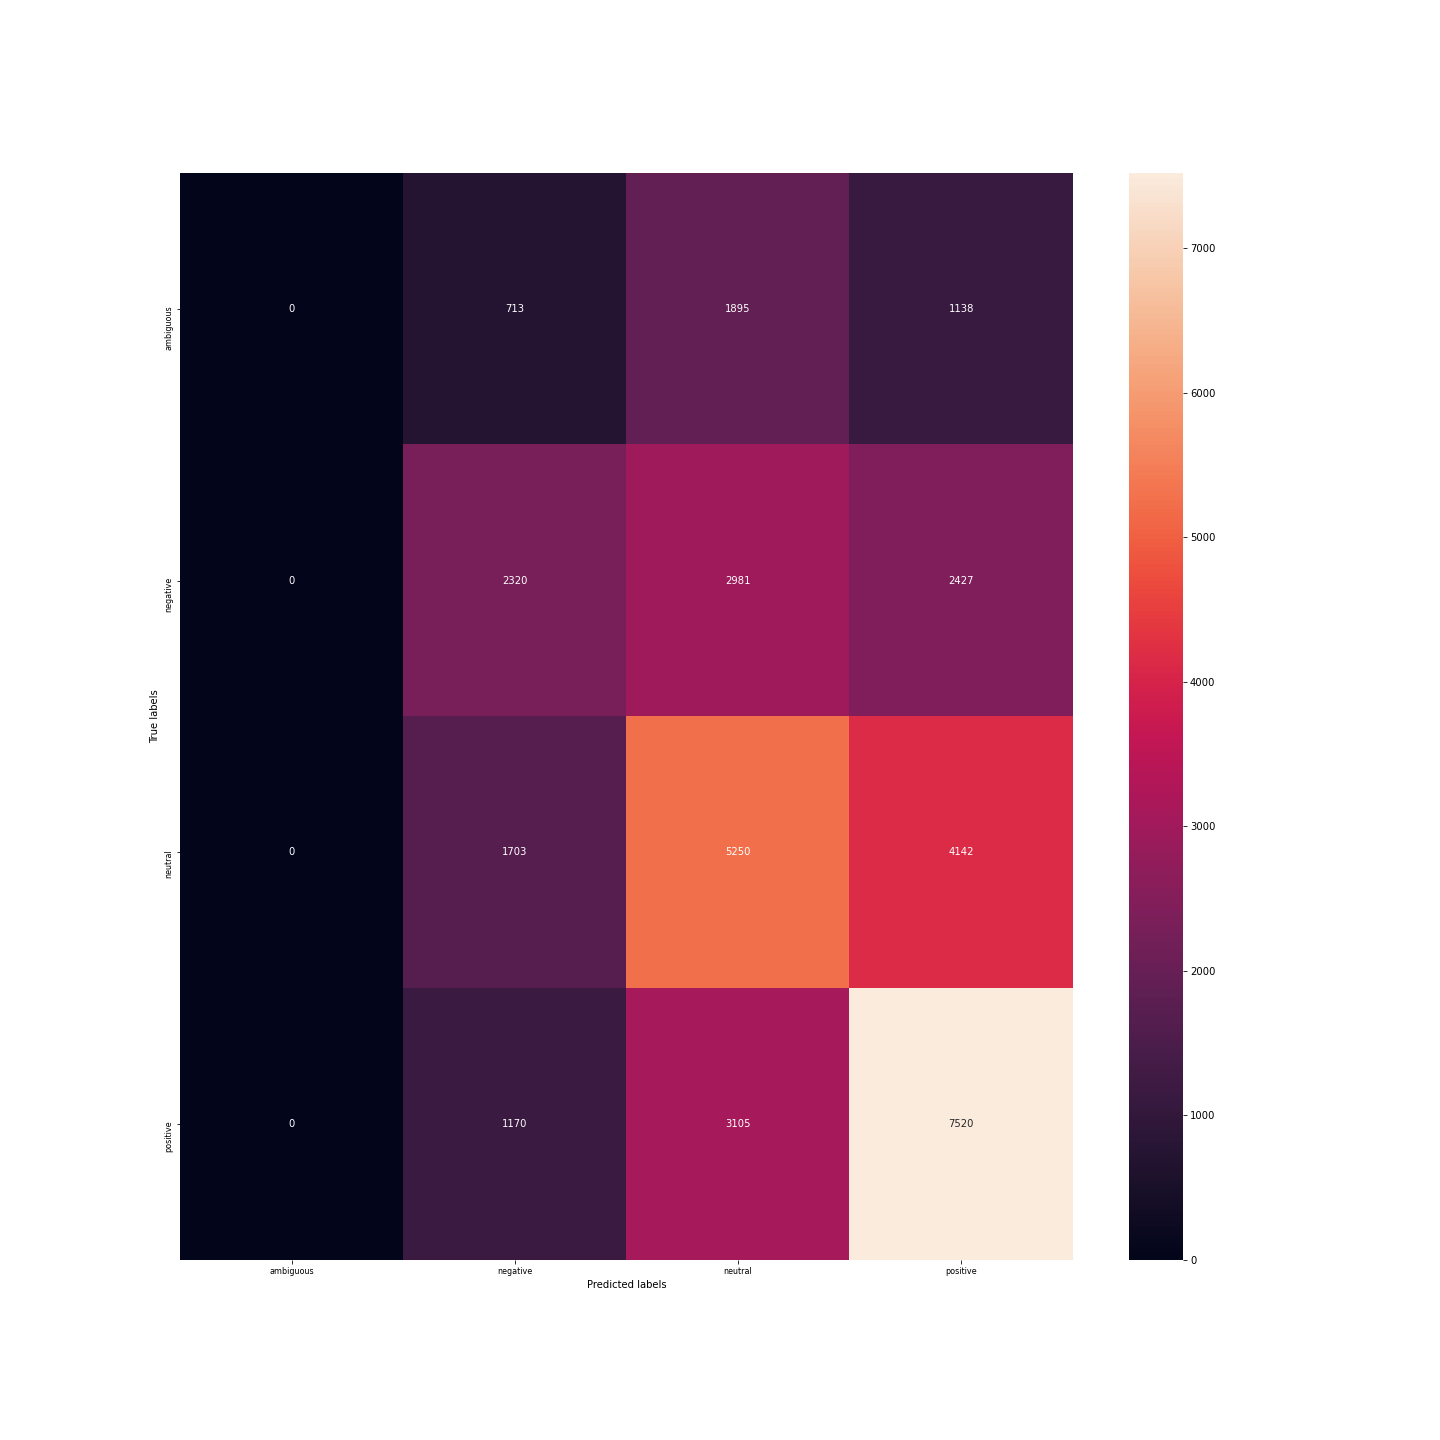 0 713 1895 1138
0 2320 2981 2427
0 1703 5250 4142
0 1170 3105 7520
ambiguous
negative
neutral
positive
True labels
ambiguous negative neutral positive
Predicted labels
7000
6000
5000
4000
3000
2000
1000
0